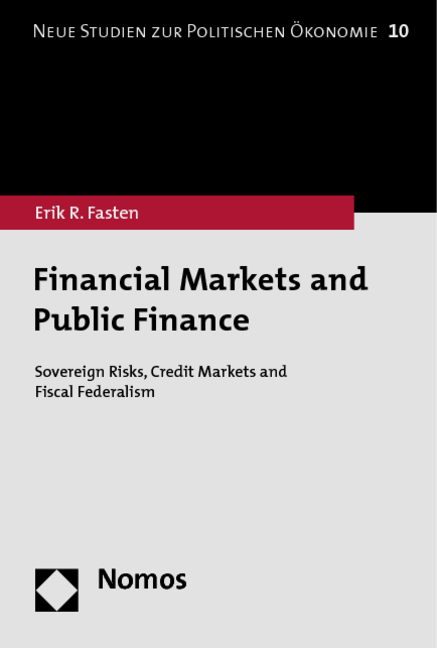 Neue Studien zur Politischen Ökonomie 10
Erik R. Fasten
Financial Markets and
Public Finance
Sovereign Risks, Credit Markets and
Fiscal Federalism
Nomos